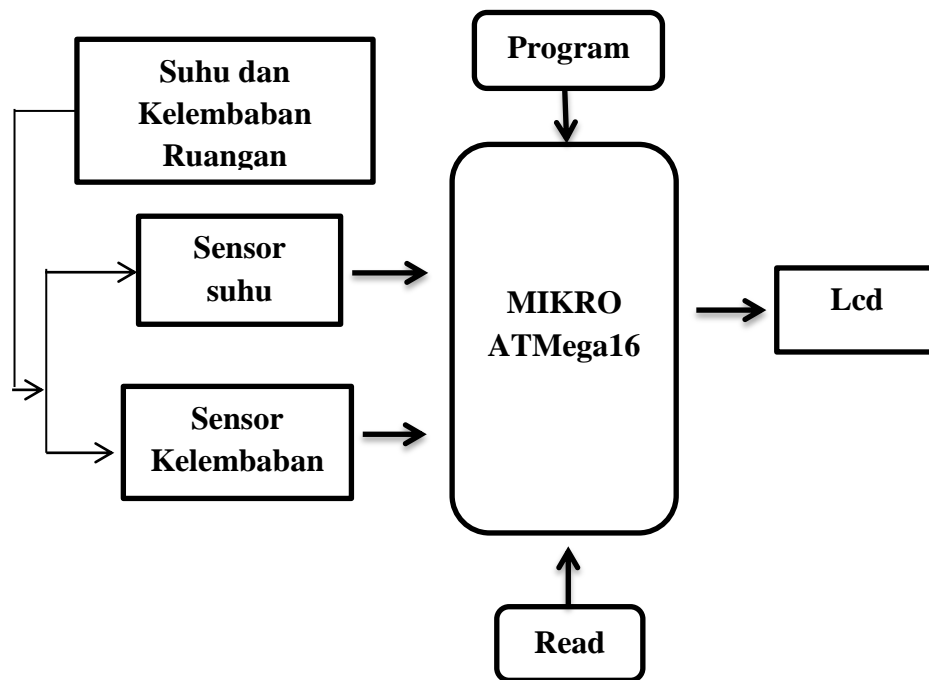 Program
Suhu dan
Kelembaban
Ruangan
Sensor
suhu
MIKRO
ATMega16
Lcd
Sensor
Kelembaban
Read